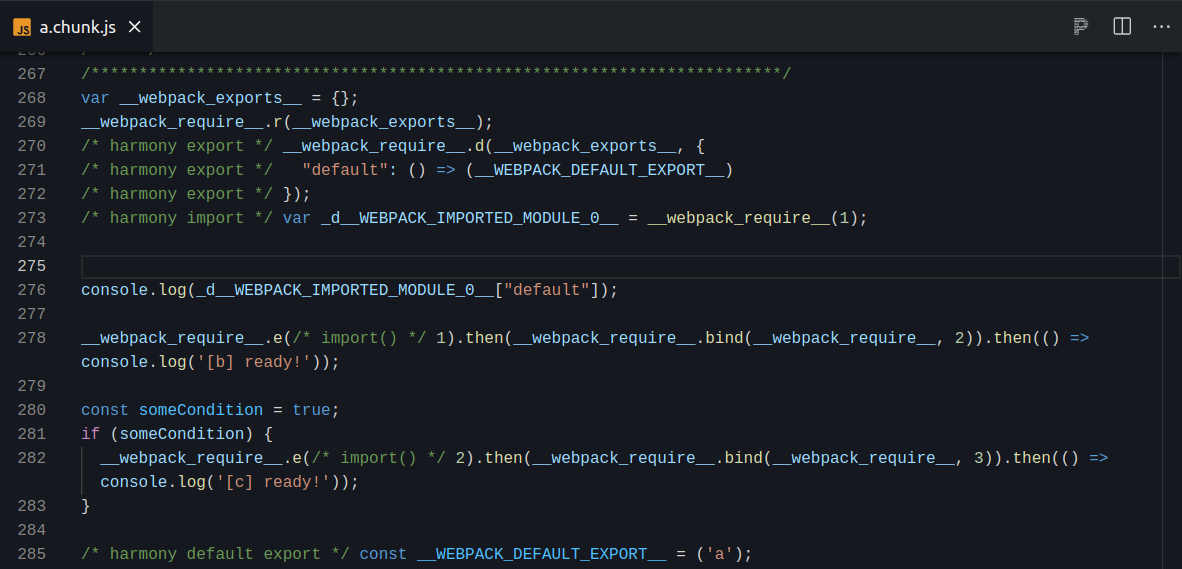 JS a.chunk.js
267 /************************************************************************/
268 var __webpack_exports__ = {};
269 __webpack_require__.r(__webpack_exports__);
270 /* harmony export */ __webpack_require__.d(__webpack_exports__, {
271 /* harmony export */   "default": () => (__WEBPACK_DEFAULT_EXPORT__)
272 /* harmony export */ });
273 /* harmony import */ var _d__WEBPACK_IMPORTED_MODULE_0__ = __webpack_require__(1);
274
275
276 console.log(_d__WEBPACK_IMPORTED_MODULE_0__["default"]);
277
278 __webpack_require__.e(/* import() */ 1).then(__webpack_require__.bind(__webpack_require__, 2)).then(() =>
console.log('[b] ready!'));
279
280 const someCondition = true;
281 if (someCondition) {
282   __webpack_require__.e(/* import() */ 2).then(__webpack_require__.bind(__webpack_require__, 3)).then(() =>
console.log('[c] ready!'));
283 }
284
285 /* harmony default export */ const __WEBPACK_DEFAULT_EXPORT__ = ('a');